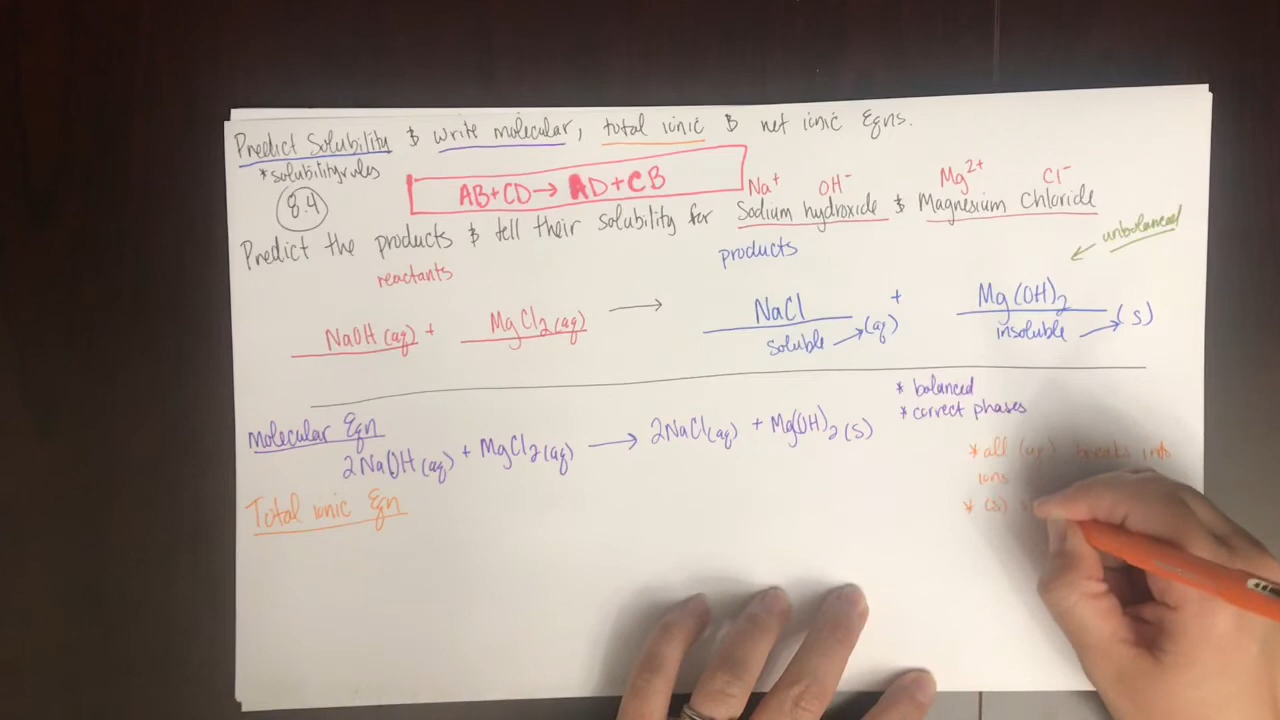 Predict Solubility & write molecular, total ionic & net ionic Eqns.
*solubility rules
8.4
AB+CD→ AD+CB
Na⁺ OH⁻ Mg²⁺ Cl⁻
Predict the products & tell their solubility for Sodium hydroxide & Magnesium Chloride
unbalanced
reactants
products
NaOH(aq) + MgCl₂(aq) → NaCl + Mg(OH)₂
soluble → (aq) insoluble → (s)
molecular Eqn
* balanced
* correct phases
2NaOH(aq) + MgCl₂(aq) → 2NaCl(aq) + Mg(OH)₂(s)
Total ionic Eqn
*all (aq) breaks into
ions
* (s)